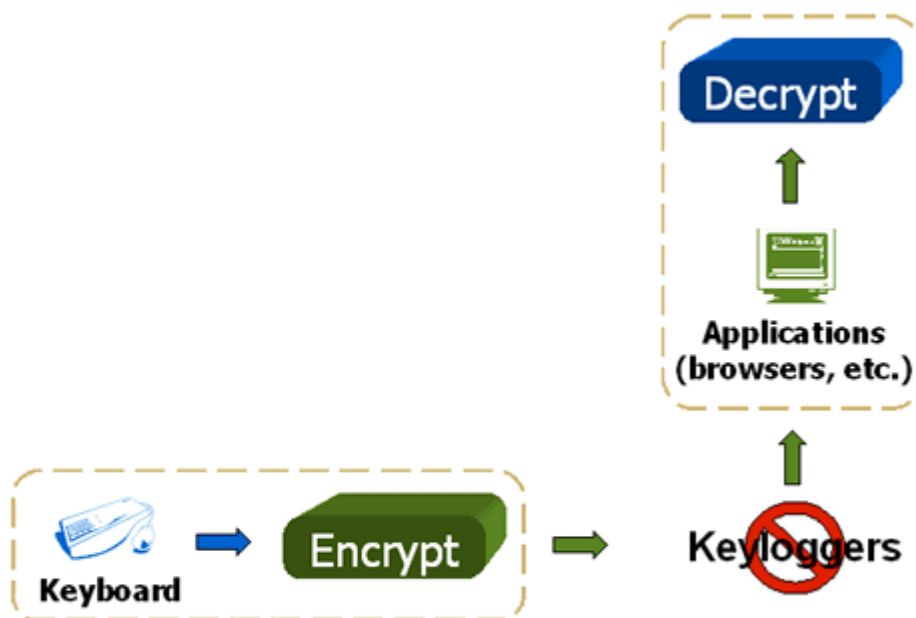 Decrypt
Applications
(browsers, etc.)
Keyboard
Encrypt
Keyloggers